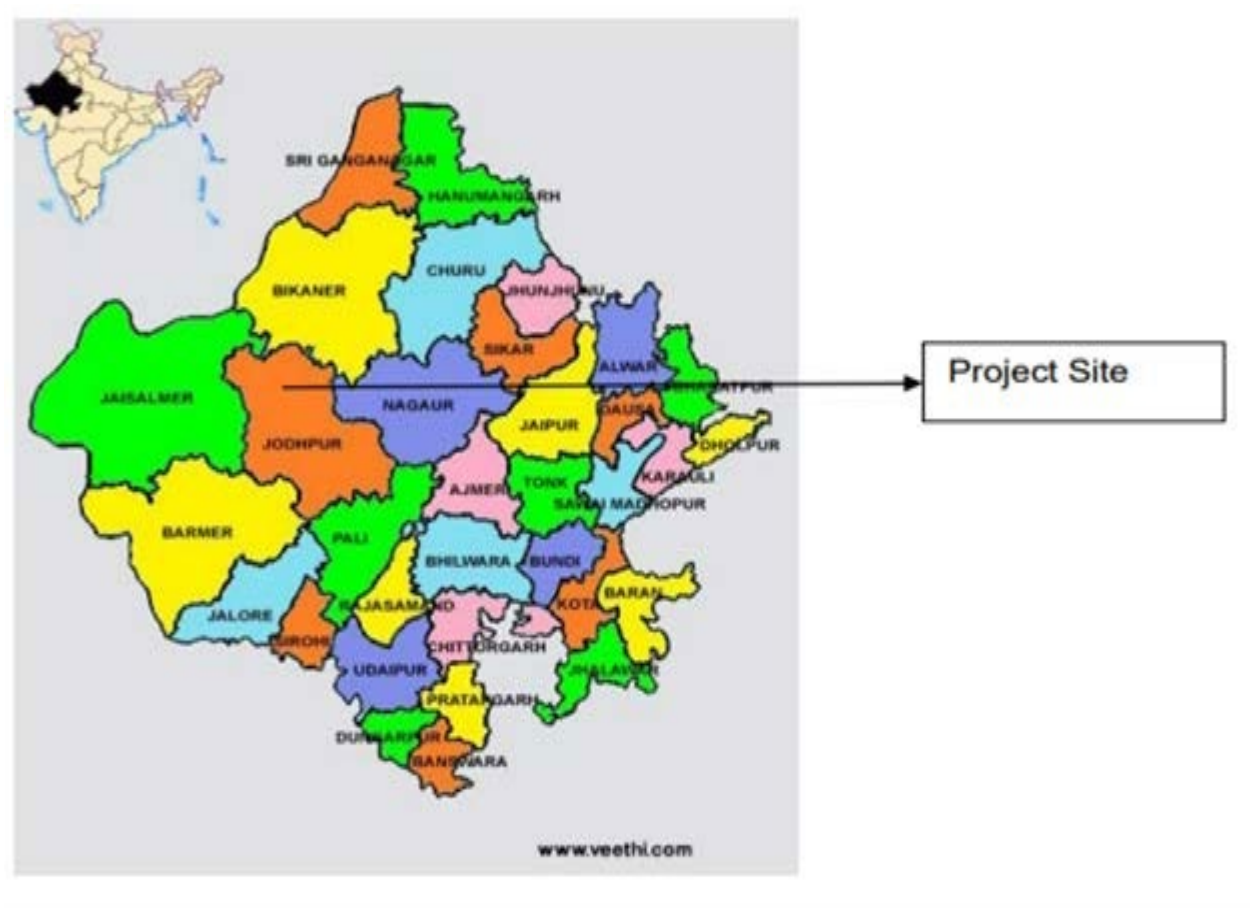 SRI GANGANAGAR
HANUMANGARH
CHURU
BIKANER
JHUNJHUNU
SIKAR
ALWAR
Project Site
BHARATPUR
JAISALMER
NAGAUR
DAUSA
JAIPUR
JODHPUR
DHOLPUR
KARAULI
AJMER
TONK
SAWAI MADHOPUR
BARMER
PALI
BHILWARA
BUNDI
BARAN
RAJASAMAND
KOTA
JALORE
SIROHI
CHITTORGARH
UDAIPUR
JHALAWAR
PRATAPGARH
DUNGARPUR
BANSWARA
www.veethi.com